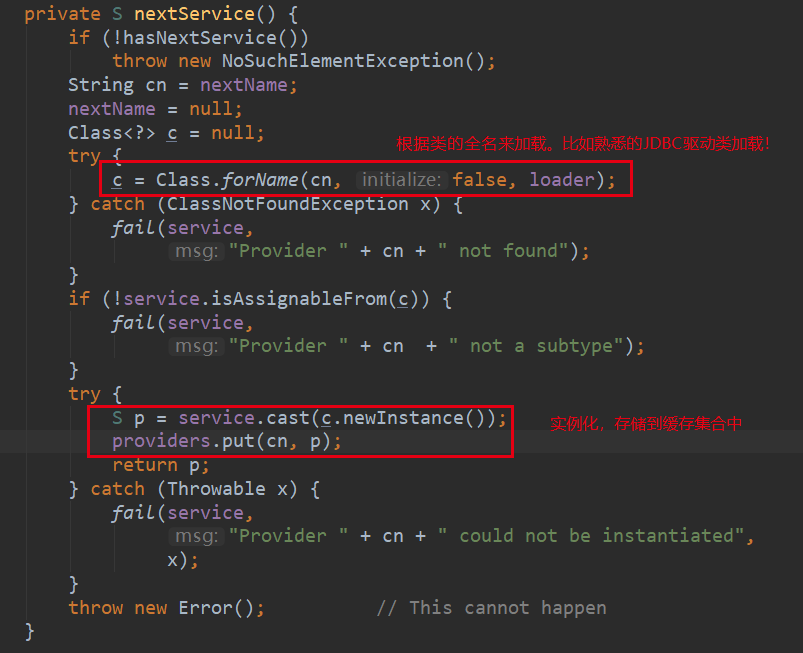 private S nextService() {
if (!hasNextService())
throw new NoSuchElementException();
String cn = nextName;
nextName = null;
Class<?> c = null;
根据类的全名来加载。比如熟悉的JDBC驱动类加载!
try {
c = Class.forName(cn, initialize: false, loader);
} catch (ClassNotFoundException x) {
fail(service,
msg: "Provider " + cn + " not found");
}
if (!service.isAssignableFrom(c)) {
fail(service,
msg: "Provider " + cn  + " not a subtype");
}
try {
S p = service.cast(c.newInstance());
实例化，存储到缓存集合中
providers.put(cn, p);
return p;
} catch (Throwable x) {
fail(service,
msg: "Provider " + cn + " could not be instantiated",
x);
}
throw new Error();          // This cannot happen
}